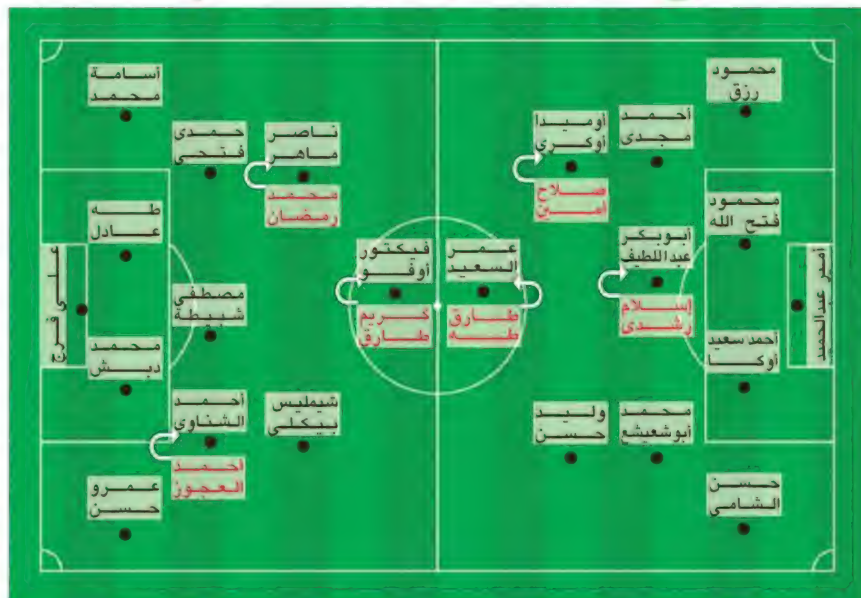 أسامة
محمد
حمدى
فتحى
ناصر
ماهر
محمد
رمضان
طه
عادل
على فرج
مصطفى
شبيطة
محمد
دبش
أحمد
الشناوى
أحمد
العجوز
شيمليس
بيكلى
عمرو
حسن
فيكتور
أوفو
كريم
طارق
عمر
السعيد
طارق
طه
أوميدا
أوكرى
صلاح
أمين
أحمد
مجدى
محمود
رزق
أبوبكر
عبداللطيف
إسلام
رشدى
محمود
فتح الله
أمير عبدالحميد
أحمد سعيد
أوكا
وليد
حسن
محمد
أبوشعيشع
حسن
الشامى